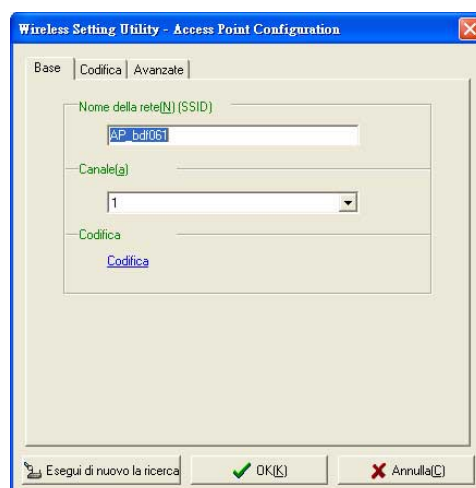 Wireless Setting Utility - Access Point Configuration
Base Codifica Avanzate
Nome della rete(N) (SSID)
AP_bdf061
Canale(a)
1
Codifica
Codifica
Esegui di nuovo la ricerca OK(K) Annulla(C)